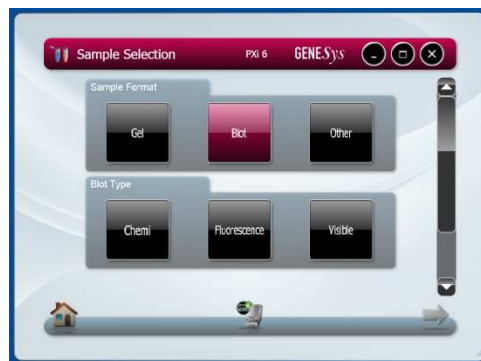 Sample Selection PXi 6 GENESys
Sample Format
Gel Blot Other
Blot Type
Chemi Fluorescence Visible